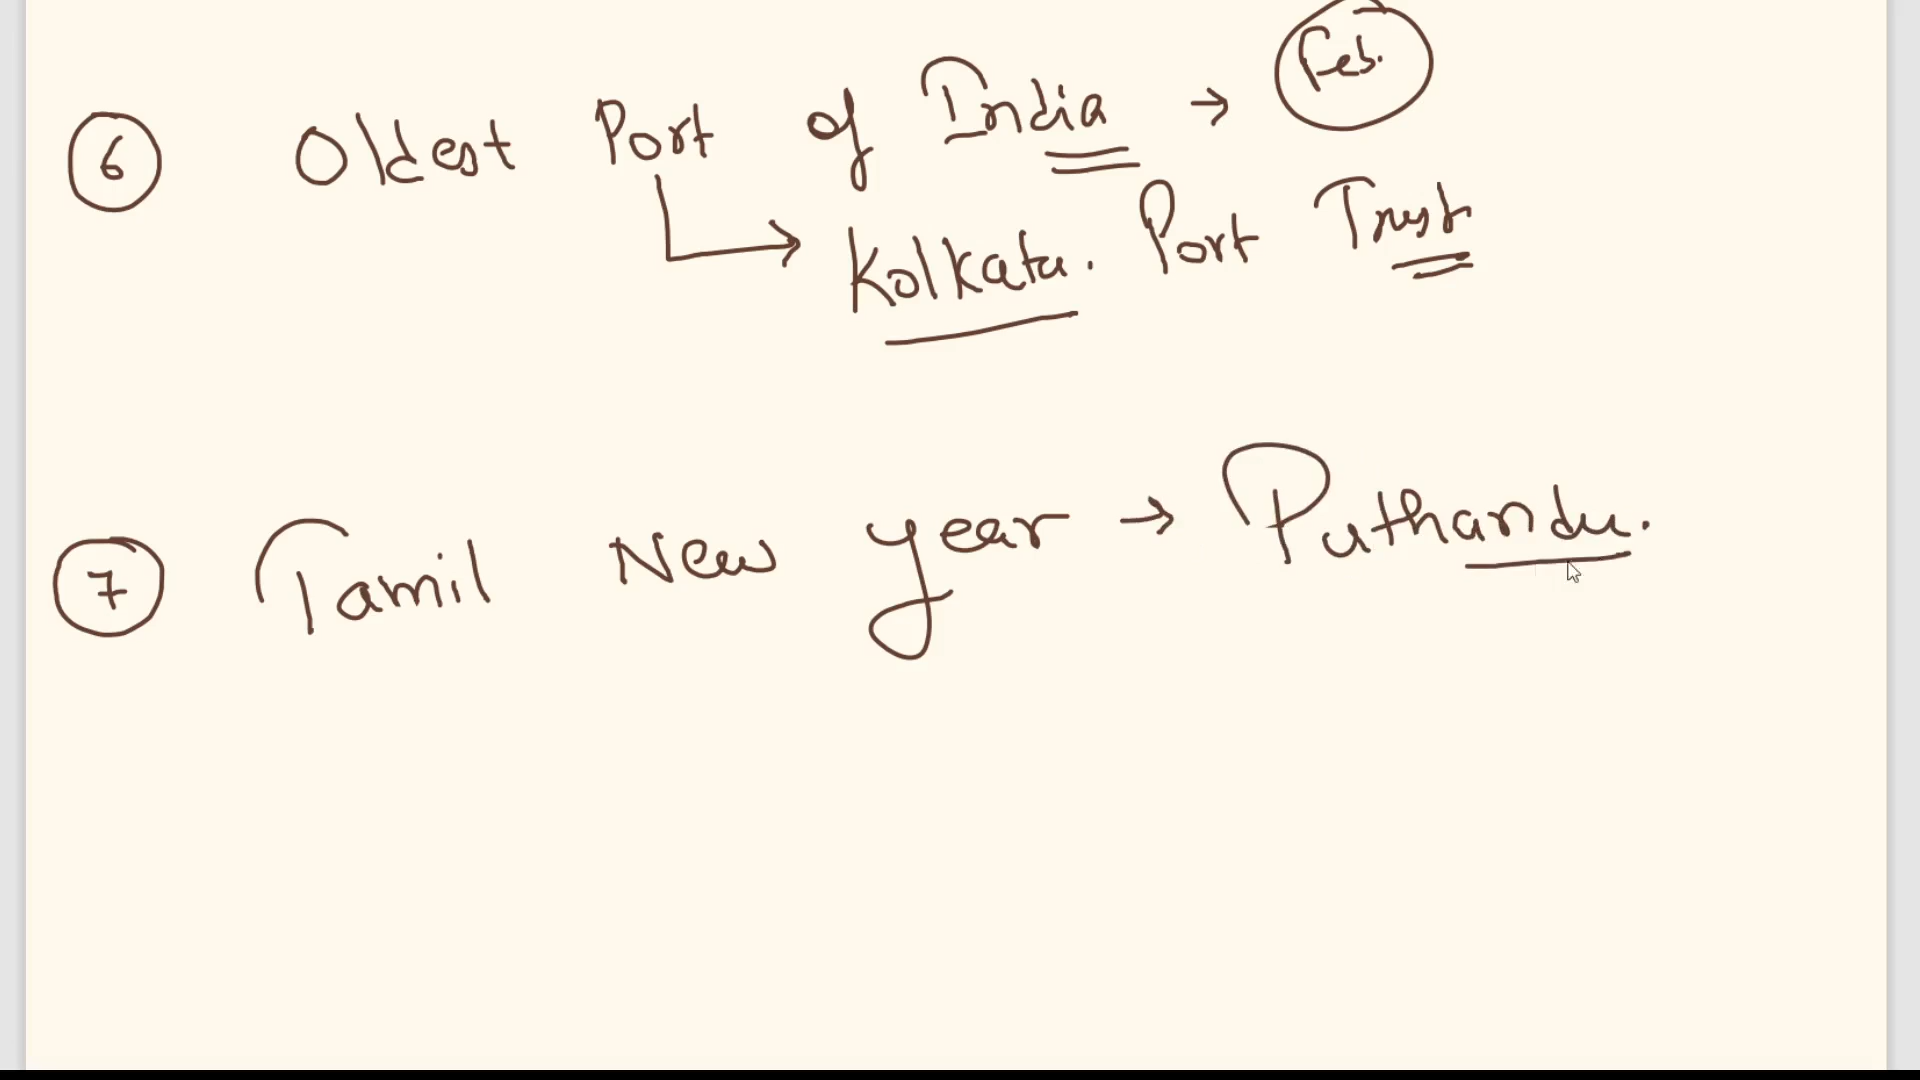 6 Oldest Port of India → Feb.
Kolkata. Port Trust
7 Tamil New year → Puthandu.